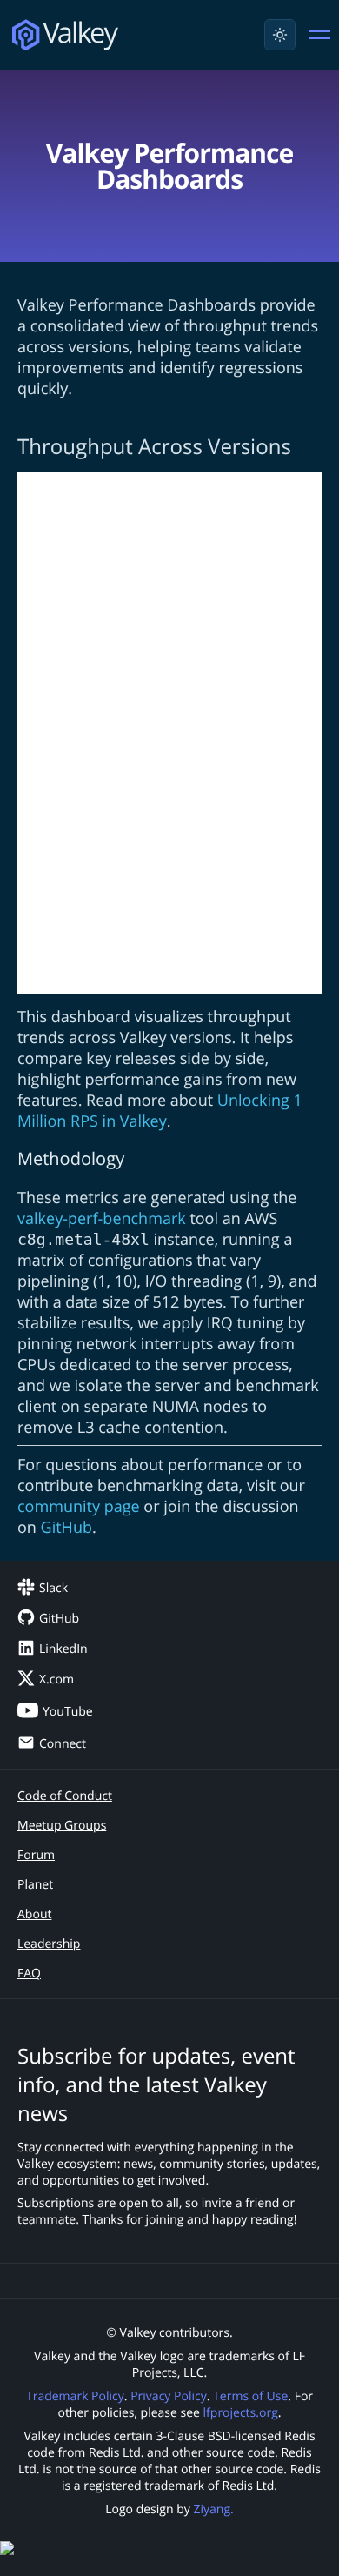 Valkey
Valkey Performance
Dashboards
Valkey Performance Dashboards provide
a consolidated view of throughput trends
across versions, helping teams validate
improvements and identify regressions
quickly.
Throughput Across Versions
This dashboard visualizes throughput
trends across Valkey versions. It helps
compare key releases side by side,
highlight performance gains from new
features. Read more about Unlocking 1
Million RPS in Valkey.
Methodology
These metrics are generated using the
valkey-perf-benchmark tool an AWS
c8g.metal-48xl instance, running a
matrix of configurations that vary
pipelining (1, 10), I/O threading (1, 9), and
with a data size of 512 bytes. To further
stabilize results, we apply IRQ tuning by
pinning network interrupts away from
CPUs dedicated to the server process,
and we isolate the server and benchmark
client on separate NUMA nodes to
remove L3 cache contention.
For questions about performance or to
contribute benchmarking data, visit our
community page or join the discussion
on GitHub.
Slack
GitHub
LinkedIn
X.com
YouTube
Connect
Code of Conduct
Meetup Groups
Forum
Planet
About
Leadership
FAQ
Subscribe for updates, event
info, and the latest Valkey
news
Stay connected with everything happening in the
Valkey ecosystem: news, community stories, updates,
and opportunities to get involved.
Subscriptions are open to all, so invite a friend or
teammate. Thanks for joining and happy reading!
© Valkey contributors.
Valkey and the Valkey logo are trademarks of LF
Projects, LLC.
Trademark Policy. Privacy Policy. Terms of Use. For
other policies, please see lfprojects.org.
Valkey includes certain 3-Clause BSD-licensed Redis
code from Redis Ltd. and other source code. Redis
Ltd. is not the source of that other source code. Redis
is a registered trademark of Redis Ltd.
Logo design by Ziyang.